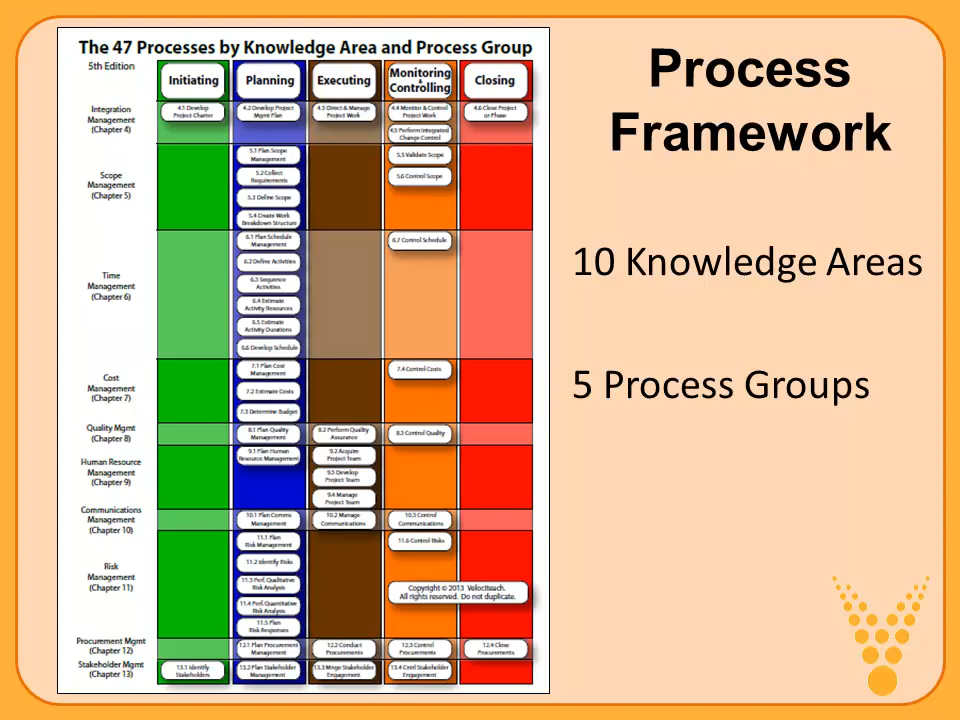 The 47 Processes by Knowledge Area and Process Group
5th Edition
Initiating
Planning
Executing
Monitoring
&
Controlling
Closing
Integration
Management
(Chapter 4)
4.1 Develop
Project Charter
4.2 Develop Project
Mgmt Plan
4.3 Direct & Manage
Project Work
4.4 Monitor & Control
Project Work
4.5 Perform Integrated
Change Control
4.6 Close Project
or Phase
Scope
Management
(Chapter 5)
5.1 Plan Scope
Management
5.2 Collect
Requirements
5.3 Define Scope
5.4 Create Work
Breakdown Structure
5.5 Validate Scope
5.6 Control Scope
Time
Management
(Chapter 6)
6.1 Plan Schedule
Management
6.2 Define Activities
6.3 Sequence
Activities
6.4 Estimate
Activity Resources
6.5 Estimate
Activity Durations
6.6 Develop Schedule
6.7 Control Schedule
Cost
Management
(Chapter 7)
7.1 Plan Cost
Management
7.2 Estimate Costs
7.3 Determine Budget
7.4 Control Costs
Quality Mgmt
(Chapter 8)
8.1 Plan Quality
Management
8.2 Perform Quality
Assurance
8.3 Control Quality
Human Resource
Management
(Chapter 9)
9.1 Plan Human
Resource Management
9.2 Acquire
Project Team
9.3 Develop
Project Team
9.4 Manage
Project Team
Communications
Management
(Chapter 10)
10.1 Plan Comms
Management
10.2 Manage
Communications
10.3 Control
Communications
Risk
Management
(Chapter 11)
11.1 Plan
Risk Management
11.2 Identify Risks
11.3 Perf. Qualitative
Risk Analysis
11.4 Perf. Quantitative
Risk Analysis
11.5 Plan
Risk Responses
11.6 Control Risks
Copyright © 2013 Velociteach.
All rights reserved. Do not duplicate.
Procurement Mgmt
(Chapter 12)
12.1 Plan Procurement
Management
12.2 Conduct
Procurements
12.3 Control
Procurements
12.4 Close
Procurements
Stakeholder Mgmt
(Chapter 13)
13.1 Identify
Stakeholders
13.2 Plan Stakeholder
Management
13.3 Mnge Stakeholder
Engagement
13.4 Cntrl Stakeholder
Engagement
Process
Framework
10 Knowledge Areas
5 Process Groups